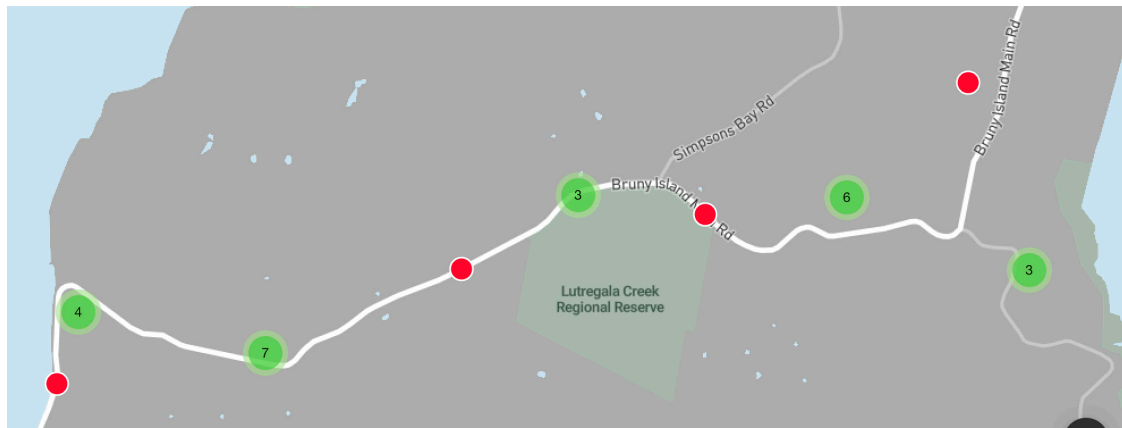 Bruny Island Main Rd
Simpsons Bay Rd
3
Bruny Island Main Rd
6
3
Lutregala Creek
Regional Reserve
4
7